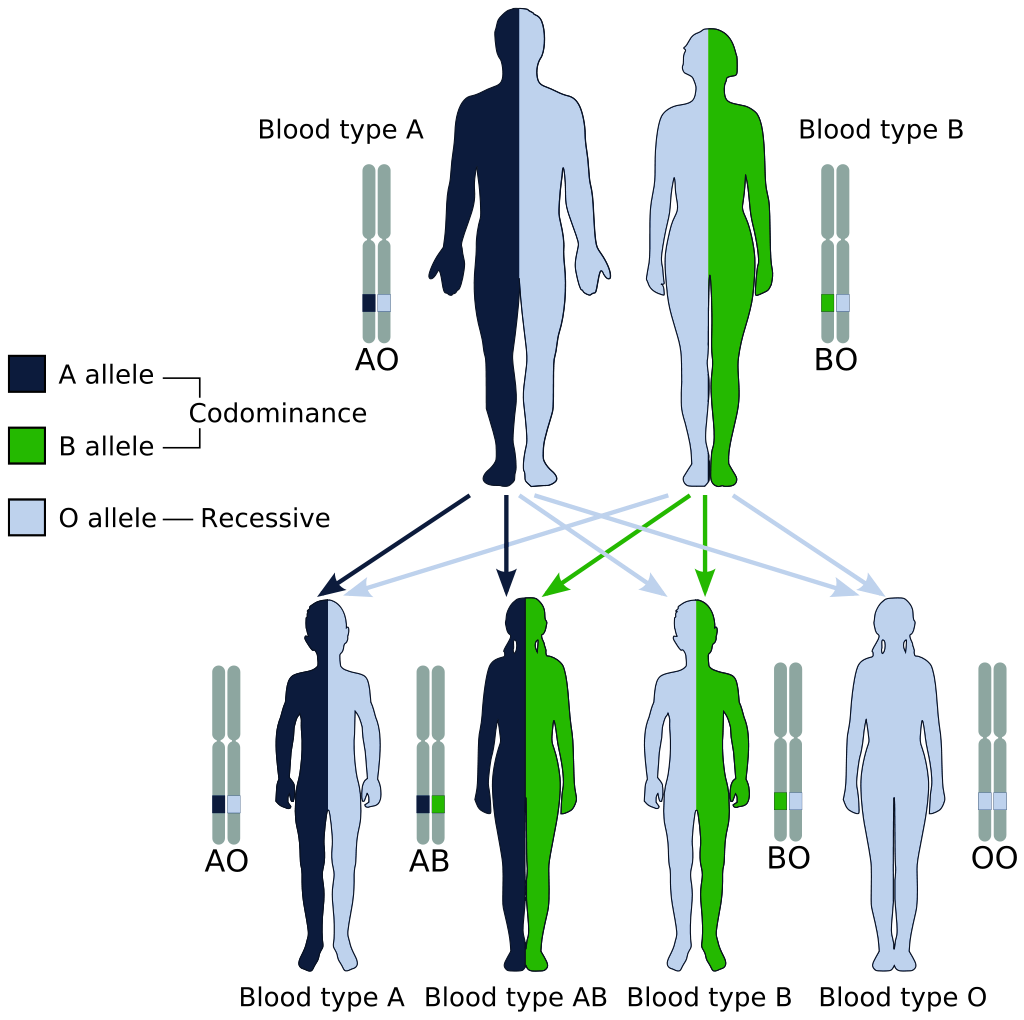 Blood type A
Blood type B
AO
BO
A allele
Codominance
B allele
O allele
Recessive
AO
AB
BO
OO
Blood type A
Blood type AB
Blood type B
Blood type O